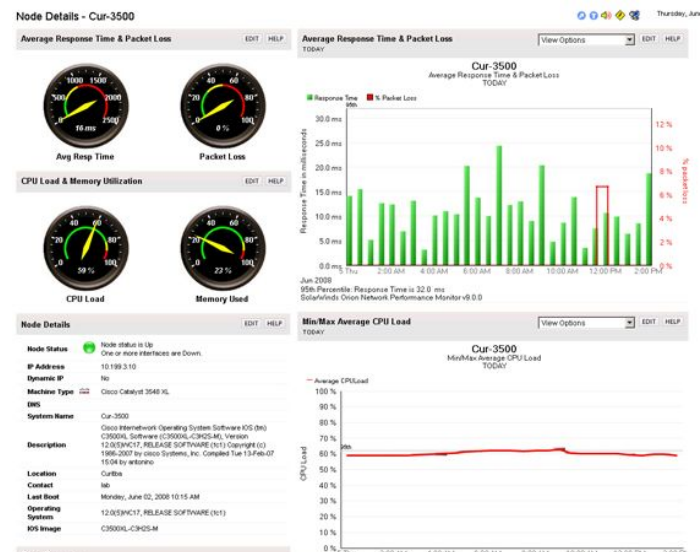 Node Details - Cur-3500
Thursday, Jun
Average Response Time & Packet Loss
EDIT HELP
1000 1500
500 2000
0 2500
16 ms
Avg Resp Time
40 60
20 80
0 100
0 %
Packet Loss
CPU Load & Memory Utilization
EDIT HELP
40 60
20 80
0 100
59 %
CPU Load
40 60
20 80
0 100
23 %
Memory Used
Node Details
EDIT HELP
Node Status
Node status is Up
One or more interfaces are Down.
IP Address 10.199.3.10
Dynamic IP No
Machine Type Cisco Catalyst 3548 XL
DNS
System Name Cur-3500
Description
Cisco Internetwork Operating System Software IOS (tm)
C3500XL Software (C3500XL-C3H2S-M), Version
12.0(5)WC17, RELEASE SOFTWARE (fc1) Copyright (c)
1986-2007 by cisco Systems, Inc. Compiled Tue 13-Feb-07
15:04 by antonino
Location Curitiba
Contact lab
Last Boot Monday, June 02, 2008 10:15 AM
Operating System 12.0(5)WC17, RELEASE SOFTWARE (fc1)
IOS Image C3500XL-C3H2S-M
Average Response Time & Packet Loss
TODAY
View Options
EDIT HELP
Cur-3500
Average Response Time & Packet Loss
TODAY
Response Time % Packet Loss
95th
30.0 ms
25.0 ms
20.0 ms
15.0 ms
10.0 ms
5.0 ms
0.0 ms
Response Time in milliseconds
12 %
10 %
8 %
6 %
4 %
2 %
0 %
% packet loss
5 Thu 2:00 AM 4:00 AM 6:00 AM 8:00 AM 10:00 AM 12:00 PM 2:00 PM
Jun 2008
95th Percentile: Response Time is 32.0 ms
SolarWinds Orion Network Performance Monitor v9.0.0
Min/Max Average CPU Load
TODAY
View Options
EDIT HELP
Cur-3500
Min/Max Average CPU Load
TODAY
Average CPULoad
100 %
90 %
80 %
70 %
60 %
50 %
40 %
30 %
20 %
10 %
0 %
CPU Load
95th